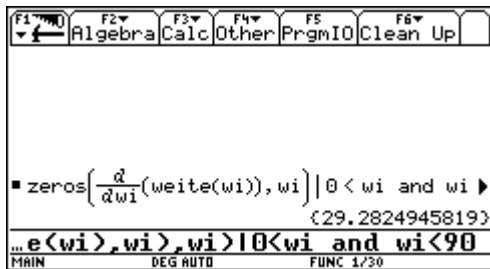 F1 F2 F3 F4 F5 F6
Algebra Calc Other PrgmIO Clean Up
▪ zeros(d/dwi(weite(wi)),wi)|0 < wi and wi ▶
{29.2824945819}
…e(wi),wi),wi)|0<wi and wi<90
MAIN DEG AUTO FUNC 1/30